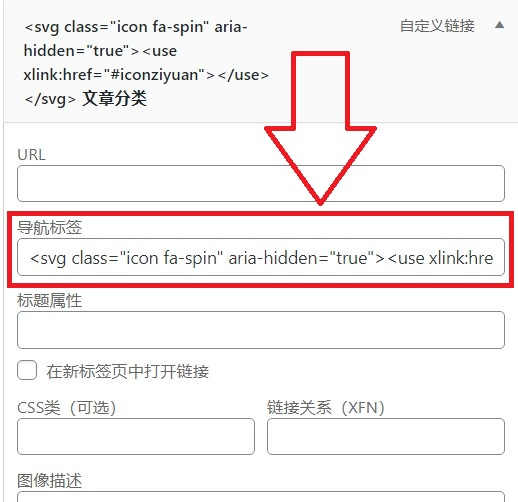 <svg class="icon fa-spin" aria-
hidden="true"><use
xlink:href="#iconziyuan"></use>
</svg> 文章分类
自定义链接
URL
导航标签
<svg class="icon fa-spin" aria-hidden="true"><use xlink:hre
标题属性
在新标签页中打开链接
CSS类（可选）
链接关系（XFN）
图像描述